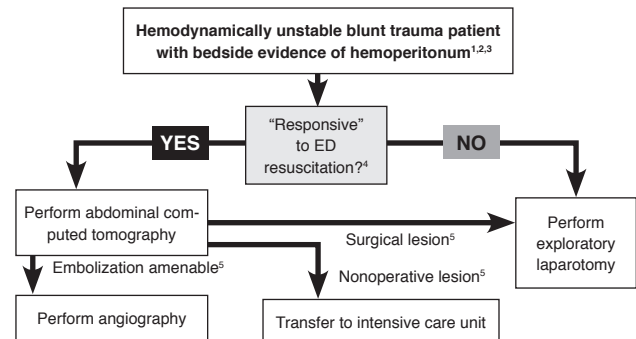 Hemodynamically unstable blunt trauma patient
with bedside evidence of hemoperitonum1,2,3
"Responsive"
to ED
resuscitation?4
YES
NO
Perform abdominal com-
puted tomography
Surgical lesion5
Perform
exploratory
laparotomy
Embolization amenable5
Nonoperative lesion5
Perform angiography
Transfer to intensive care unit